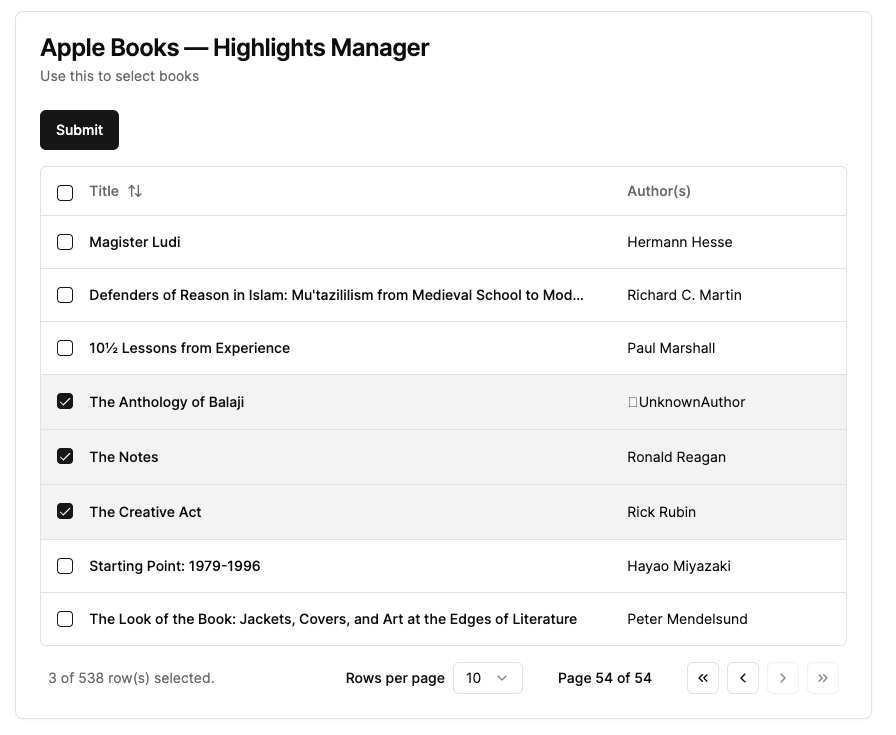 Apple Books — Highlights Manager
Use this to select books
Submit
Title Author(s)
Magister Ludi Hermann Hesse
Defenders of Reason in Islam: Mu'tazililism from Medieval School to Mod... Richard C. Martin
10½ Lessons from Experience Paul Marshall
The Anthology of Balaji UnknownAuthor
The Notes Ronald Reagan
The Creative Act Rick Rubin
Starting Point: 1979-1996 Hayao Miyazaki
The Look of the Book: Jackets, Covers, and Art at the Edges of Literature Peter Mendelsund
3 of 538 row(s) selected. Rows per page 10 Page 54 of 54